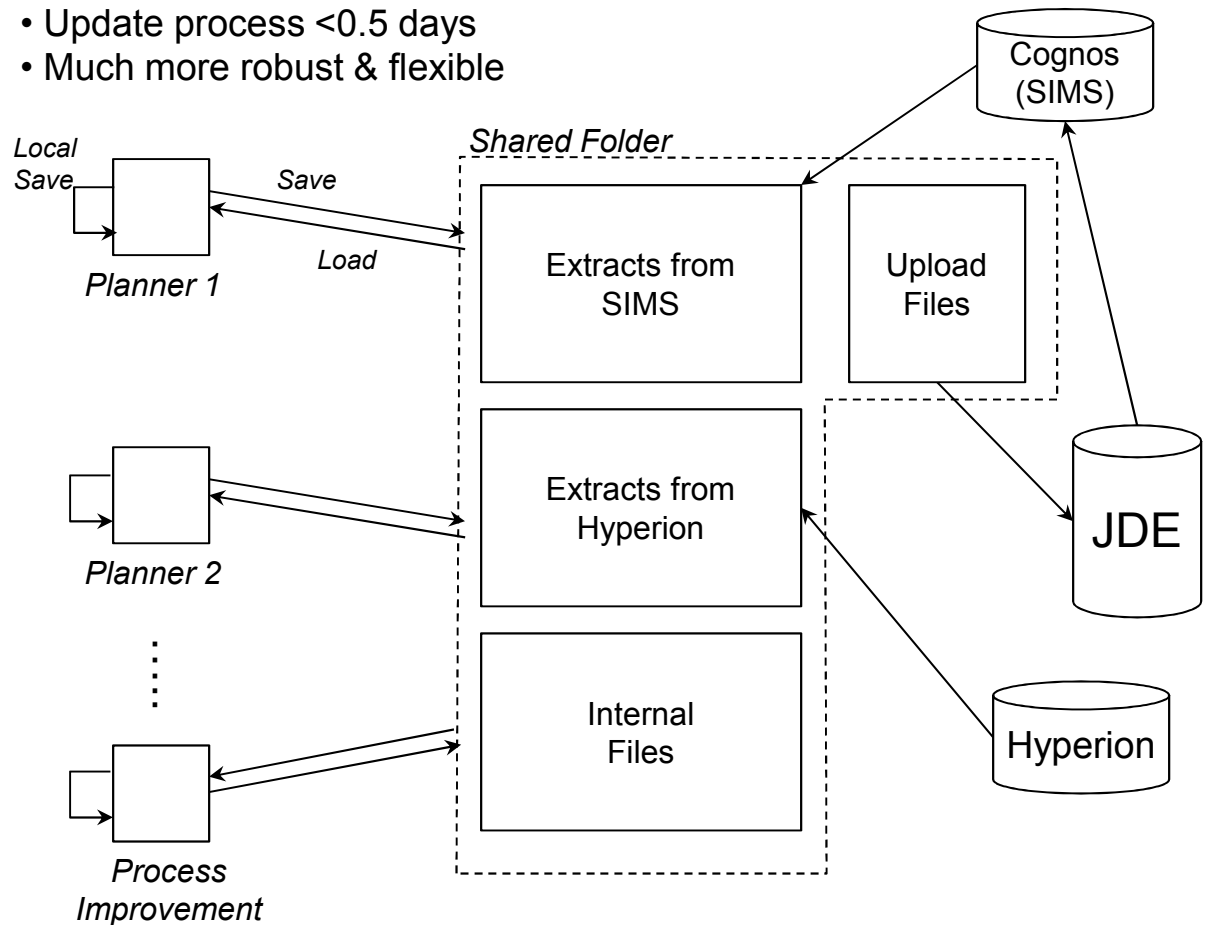 • Update process <0.5 days
• Much more robust & flexible
Cognos
(SIMS)
Shared Folder
Local
Save
Save
Load
Planner 1
Extracts from
SIMS
Upload
Files
Planner 2
Extracts from
Hyperion
JDE
Internal
Files
Hyperion
Process
Improvement